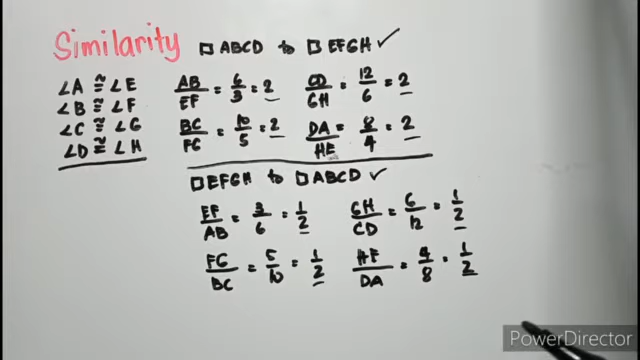 Similarity □ABCD to □EFGH ✓
∠A ≅ ∠E
∠B ≅ ∠F
∠C ≅ ∠G
∠D ≅ ∠H
AB/EF = 6/3 = 2 CD/GH = 12/6 = 2
BC/FG = 10/5 = 2 DA/HE = 8/4 = 2
□EFGH to □ABCD ✓
EF/AB = 3/6 = 1/2 GH/CD = 6/12 = 1/2
FG/BC = 5/10 = 1/2 HF/DA = 4/8 = 1/2
PowerDirector